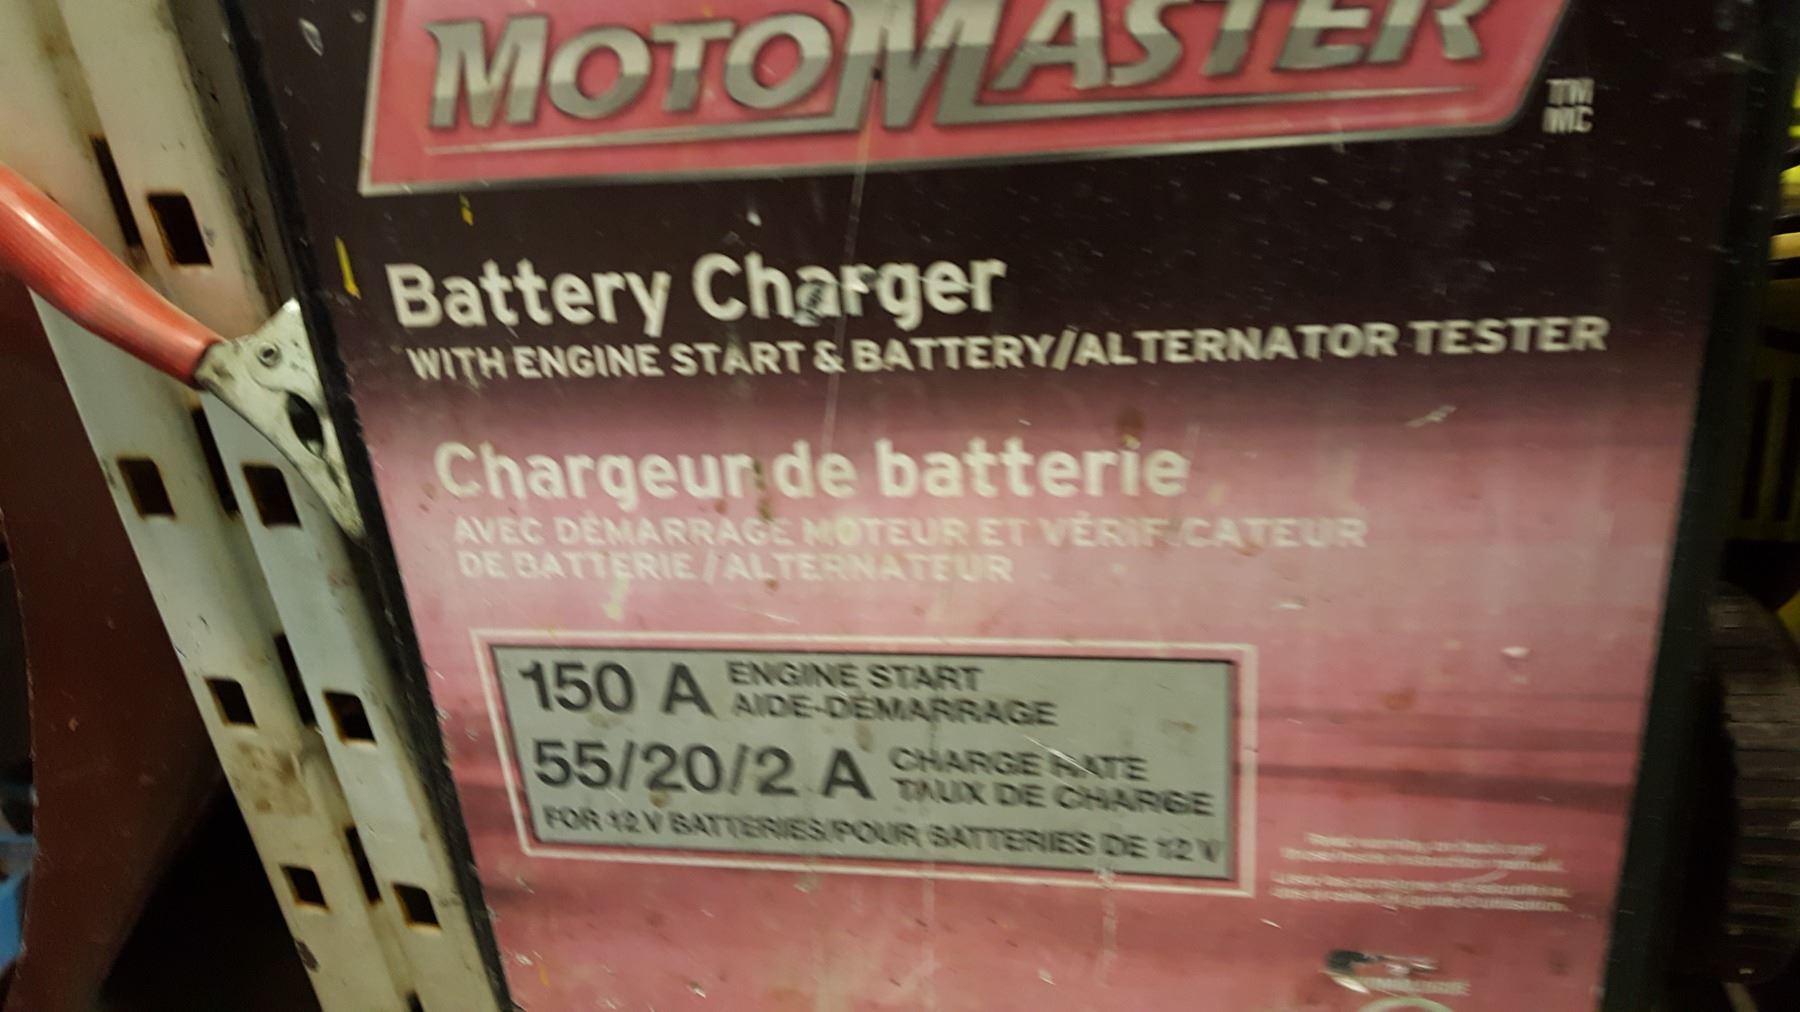 MOTOMASTER
TM
MC
Battery Charger
WITH ENGINE START & BATTERY/ALTERNATOR TESTER
Chargeur de batterie
AVEC DÉMARRAGE MOTEUR ET VÉRIFICATEUR
DE BATTERIE / ALTERNATEUR
150 A ENGINE START
AIDE-DÉMARRAGE
55/20/2 A CHARGE RATE
TAUX DE CHARGE
FOR 12 V BATTERIES/POUR BATTERIES DE 12 V